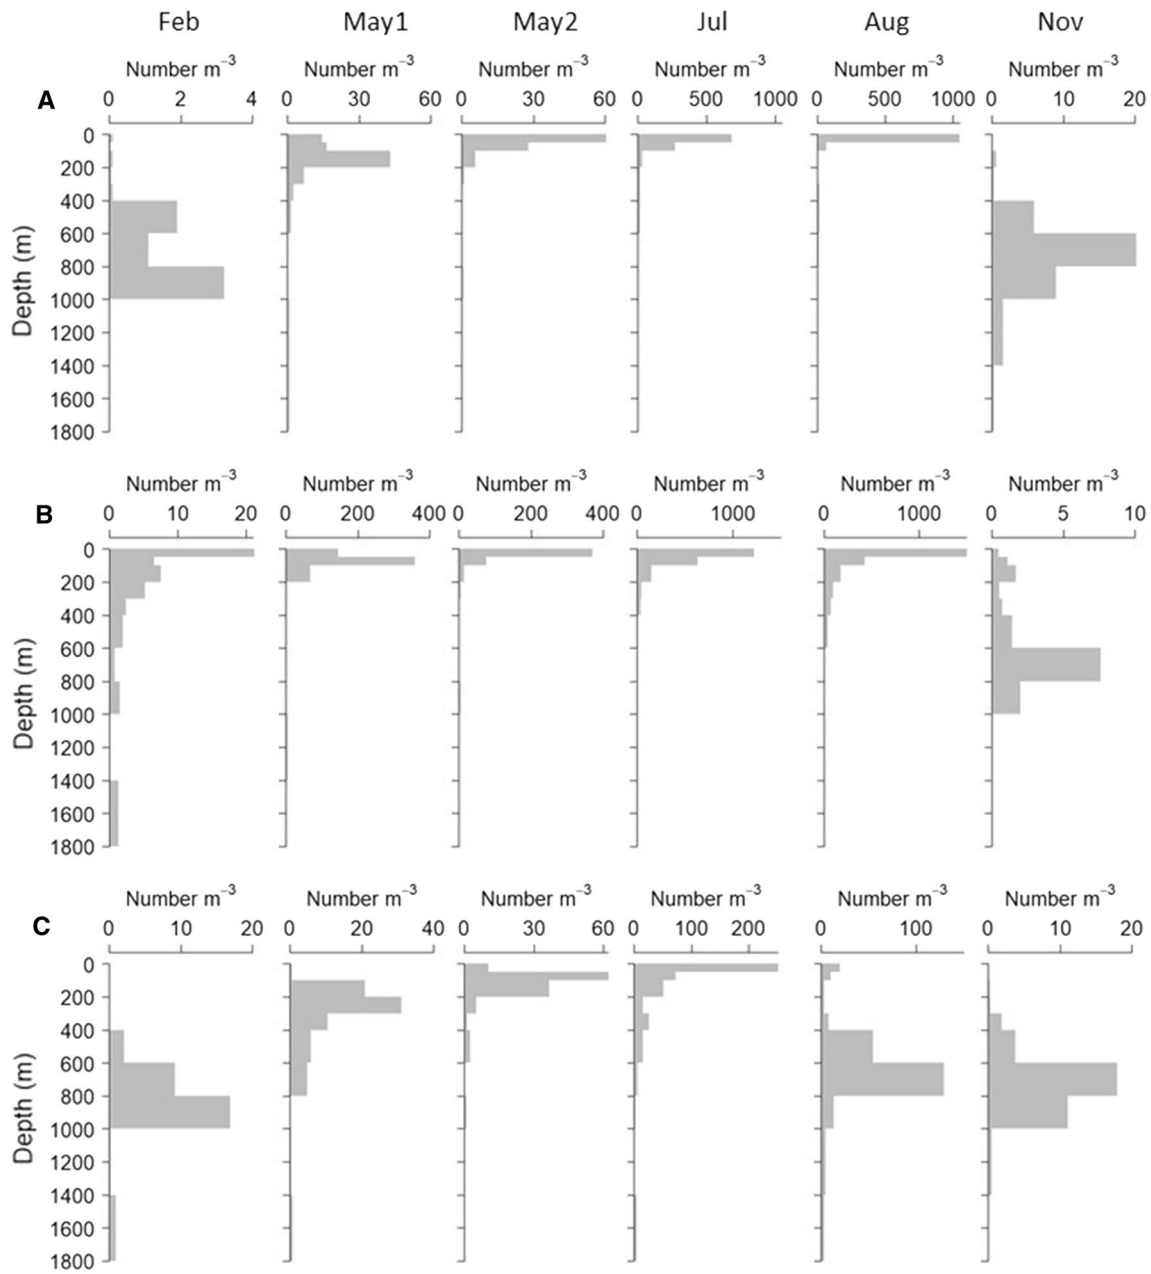 Feb May1 May2 Jul Aug Nov
Number m⁻³ Number m⁻³ Number m⁻³ Number m⁻³ Number m⁻³ Number m⁻³
A
0 2 4 0 30 60 0 30 60 0 500 1000 0 500 1000 0 10 20
0
200
400
600
800
1000
1200
1400
1600
1800
Depth (m)
Number m⁻³ Number m⁻³ Number m⁻³ Number m⁻³ Number m⁻³ Number m⁻³
B
0 10 20 0 200 400 0 200 400 0 1000 0 1000 0 5 10
0
200
400
600
800
1000
1200
1400
1600
1800
Depth (m)
Number m⁻³ Number m⁻³ Number m⁻³ Number m⁻³ Number m⁻³ Number m⁻³
C
0 10 20 0 20 40 0 30 60 0 100 200 0 100 0 10 20
0
200
400
600
800
1000
1200
1400
1600
1800
Depth (m)